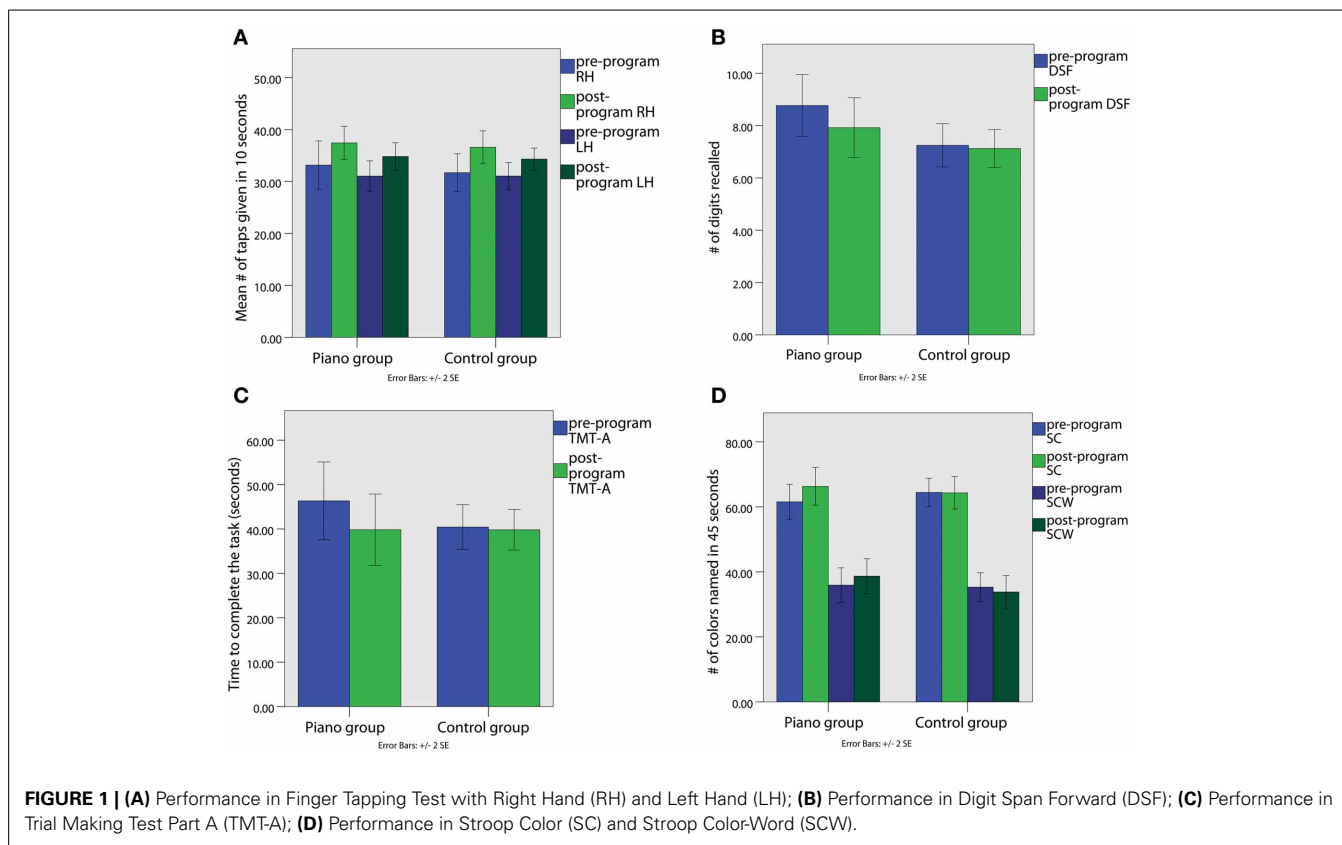 A
pre-program
RH
post-
program RH
pre-program
LH
post-
program LH
50.00
40.00
30.00
20.00
10.00
0.00
Mean # of taps given in 10 seconds
Piano group
Control group
Error Bars: +/- 2 SE
B
pre-program
DSF
post-
program DSF
10.00
8.00
6.00
4.00
2.00
0.00
# of digits recalled
Piano group
Control group
Error Bars: +/- 2 SE
C
pre-program
TMT-A
post-
program
TMT-A
60.00
50.00
40.00
30.00
20.00
10.00
0.00
Time to complete the task (seconds)
Piano group
Control group
Error Bars: +/- 2 SE
D
pre-program
SC
post-program
SC
pre-program
SCW
post-program
SCW
80.00
60.00
40.00
20.00
0.00
# of colors named in 45 seconds
Piano group
Control group
Error Bars: +/- 2 SE
FIGURE 1 | (A) Performance in Finger Tapping Test with Right Hand (RH) and Left Hand (LH); (B) Performance in Digit Span Forward (DSF); (C) Performance in
Trial Making Test Part A (TMT-A); (D) Performance in Stroop Color (SC) and Stroop Color-Word (SCW).